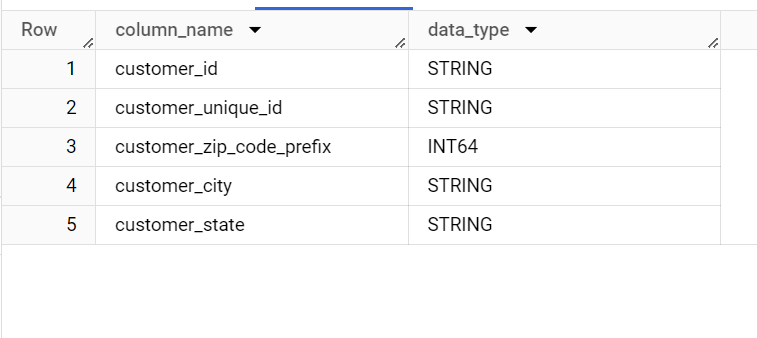 Row column_name data_type
1 customer_id STRING
2 customer_unique_id STRING
3 customer_zip_code_prefix INT64
4 customer_city STRING
5 customer_state STRING